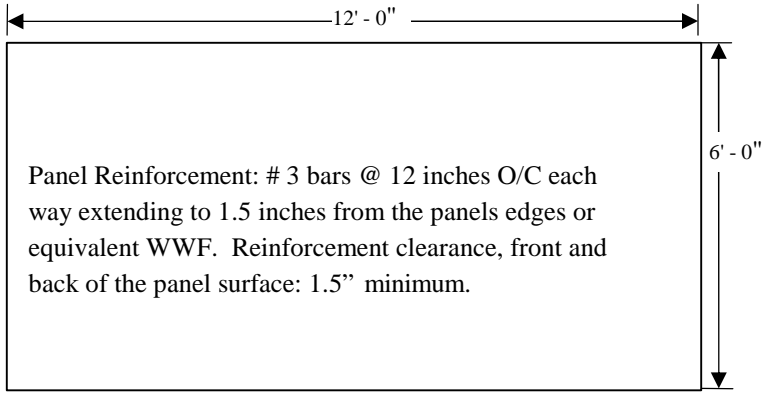 12' - 0"
6' - 0"
Panel Reinforcement: # 3 bars @ 12 inches O/C each
way extending to 1.5 inches from the panels edges or
equivalent WWF.  Reinforcement clearance, front and
back of the panel surface: 1.5” minimum.